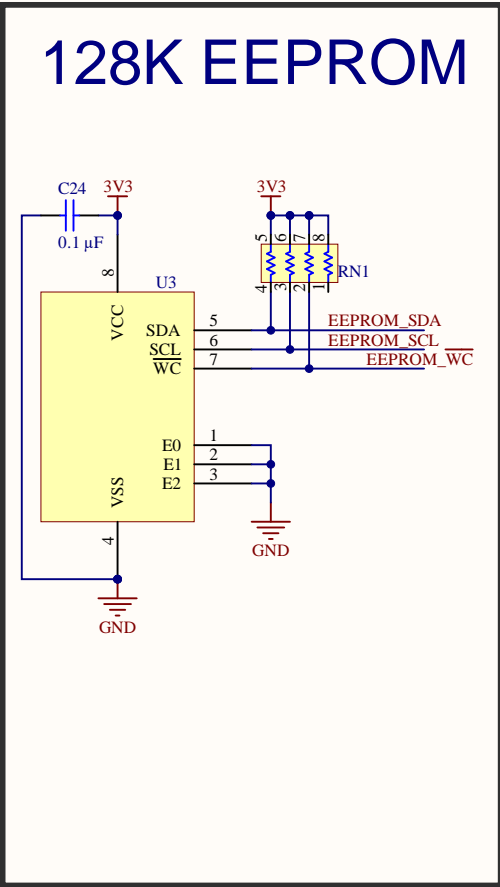 128K EEPROM
C24
3V3
3V3
0.1 µF
5
6
7
8
RN1
8
U3
4
3
2
1
VCC
SDA
5
EEPROM_SDA
SCL
6
EEPROM_SCL
WC
7
EEPROM_WC
E0
1
E1
2
E2
3
VSS
4
GND
GND